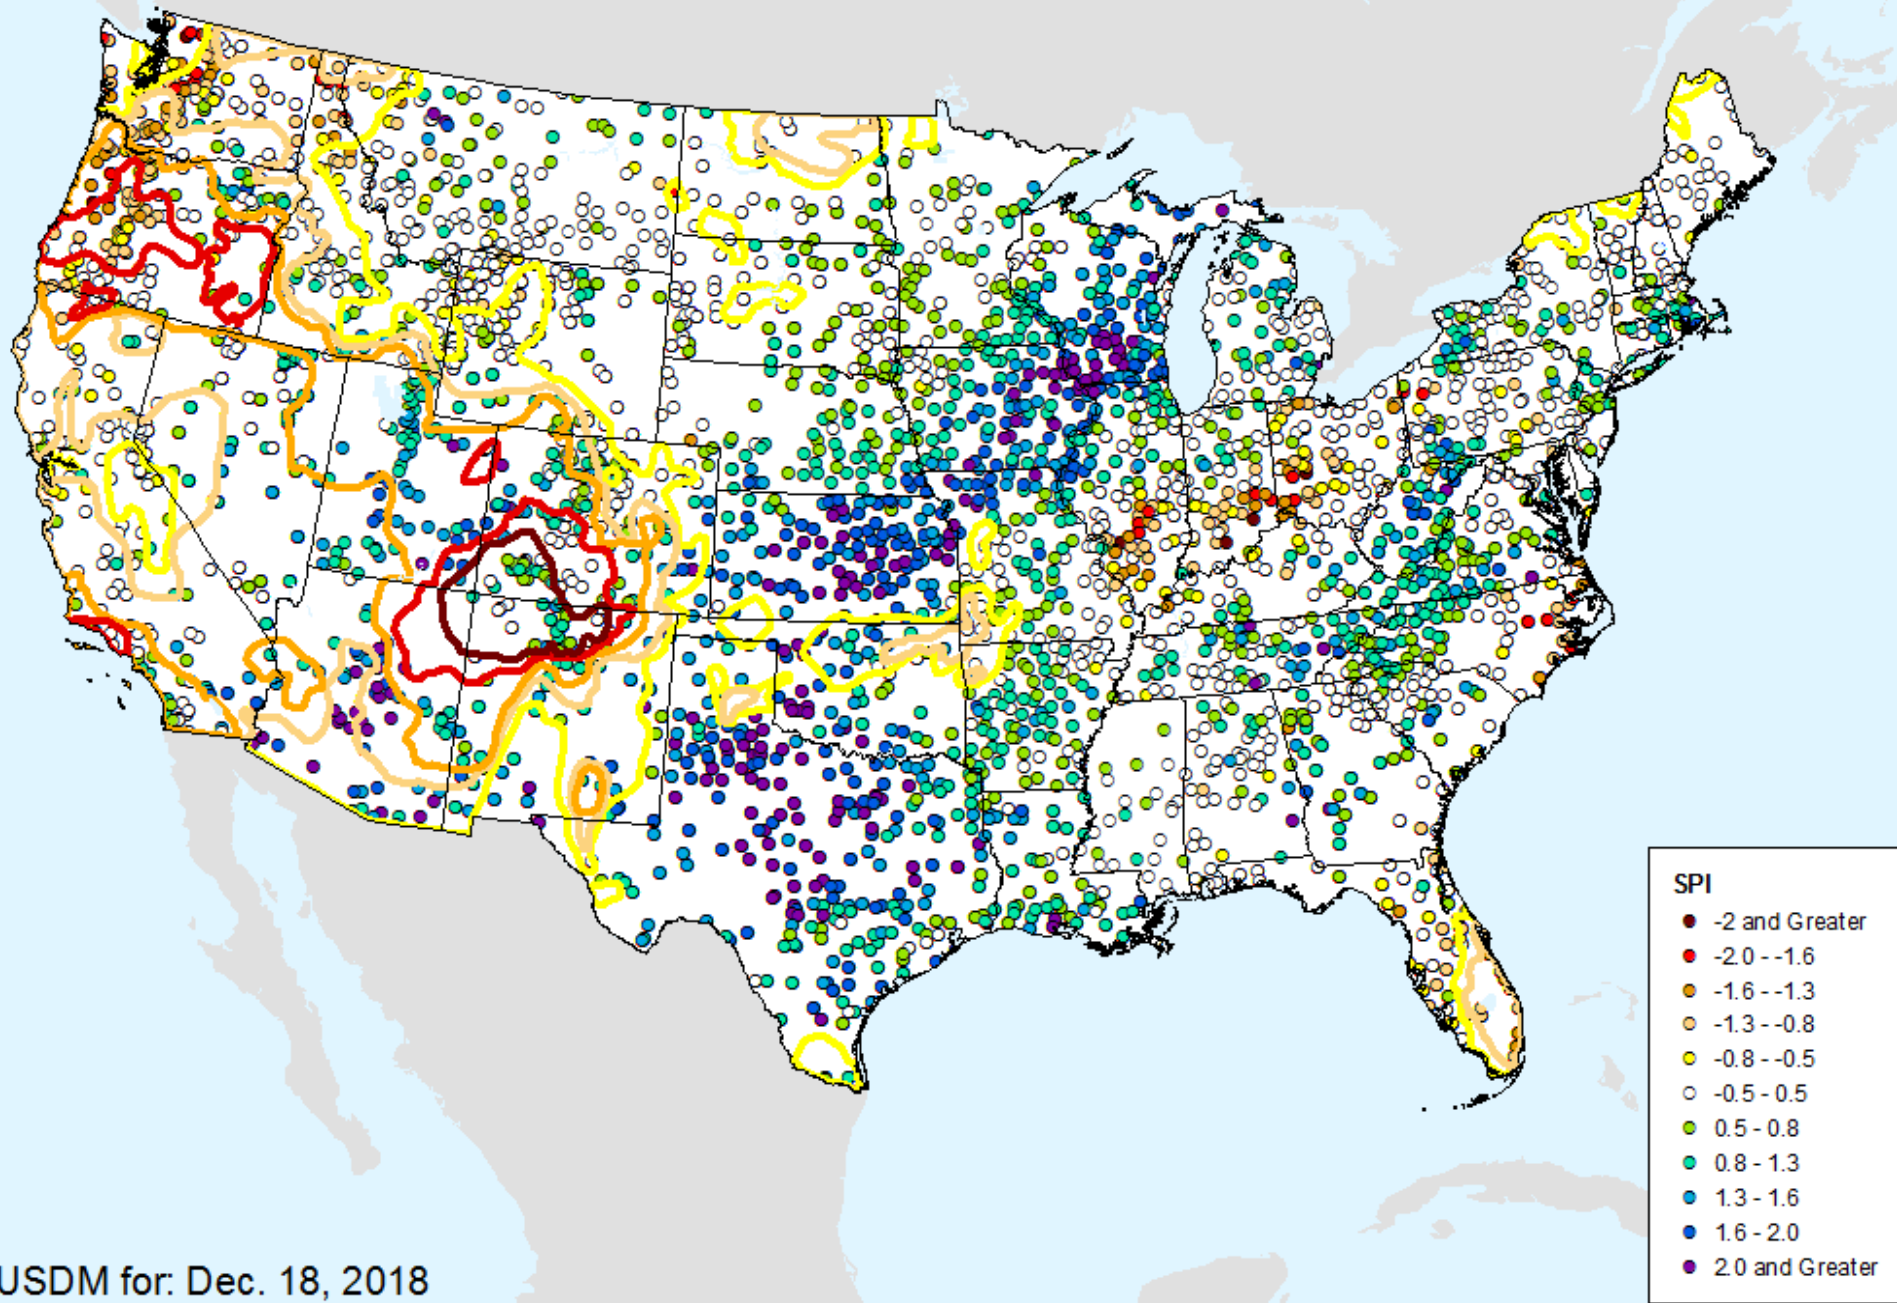 SPI
-2 and Greater
-2.0 - -1.6
-1.6 - -1.3
-1.3 - -0.8
-0.8 - -0.5
-0.5 - 0.5
0.5 - 0.8
0.8 - 1.3
1.3 - 1.6
1.6 - 2.0
2.0 and Greater
USDM for: Dec. 18, 2018